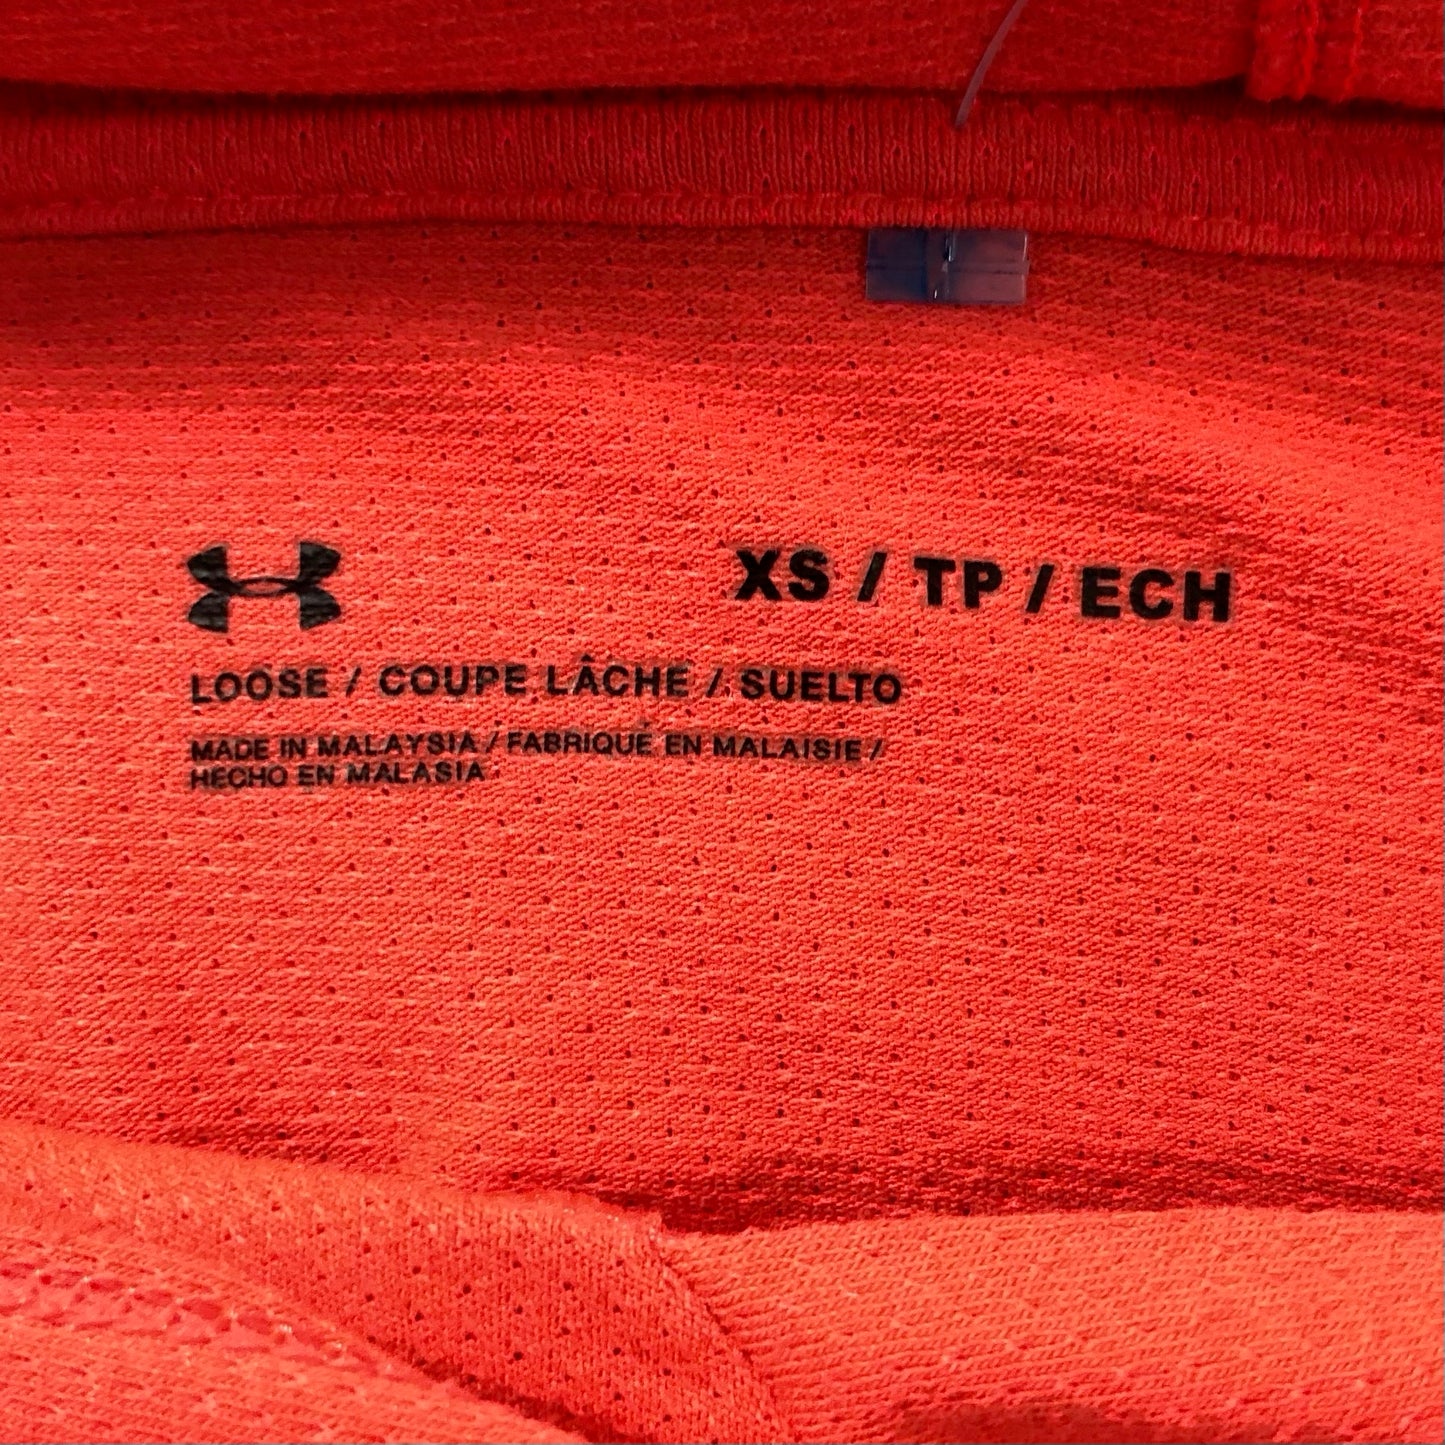 XS / TP / ECH
LOOSE / COUPE LÂCHE / SUELTO
MADE IN MALAYSIA / FABRIQUÉ EN MALAISIE /
HECHO EN MALASIA